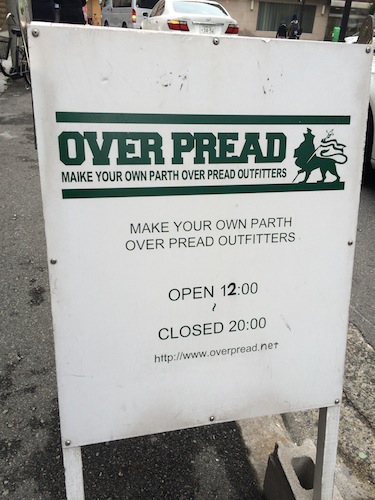 OVER PREAD
MAIKE YOUR OWN PARTH OVER PREAD OUTFITTERS
MAKE YOUR OWN PARTH
OVER PREAD OUTFITTERS
OPEN 12:00
~
CLOSED 20:00
http://www.overpread.net